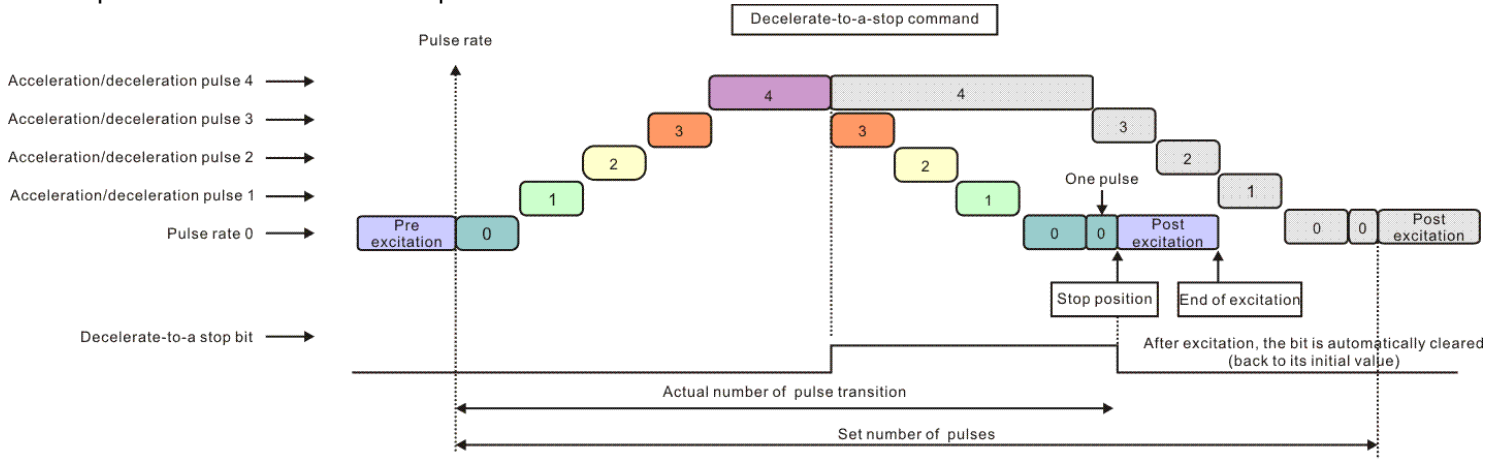 Decelerate-to-a-stop command
Pulse rate
Acceleration/deceleration pulse 4
4
4
Acceleration/deceleration pulse 3
3
3
3
Acceleration/deceleration pulse 2
2
2
2
One pulse
Acceleration/deceleration pulse 1
1
1
1
Pulse rate 0
Pre
excitation
0
0
0
Post
excitation
0
0
Post
excitation
Stop position
End of excitation
Decelerate-to-a stop bit
After excitation, the bit is automatically cleared
(back to its initial value)
Actual number of pulse transition
Set number of pulses